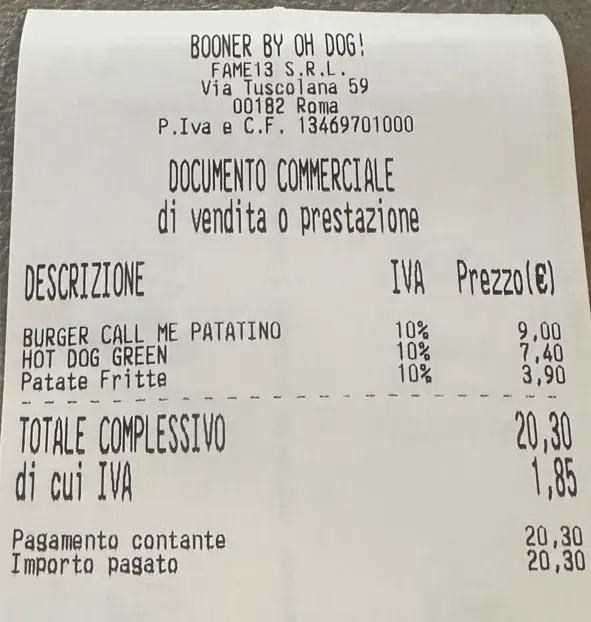 BOONER BY OH DOG!
FAME13 S.R.L.
Via Tuscolana 59
00182 Roma
P.Iva e C.F. 13469701000
DOCUMENTO COMMERCIALE
di vendita o prestazione
DESCRIZIONE IVA Prezzo(€)
BURGER CALL ME PATATINO 10% 9,00
HOT DOG GREEN 10% 7,40
Patate Fritte 10% 3,90
TOTALE COMPLESSIVO 20,30
di cui IVA 1,85
Pagamento contante 20,30
Importo pagato 20,30